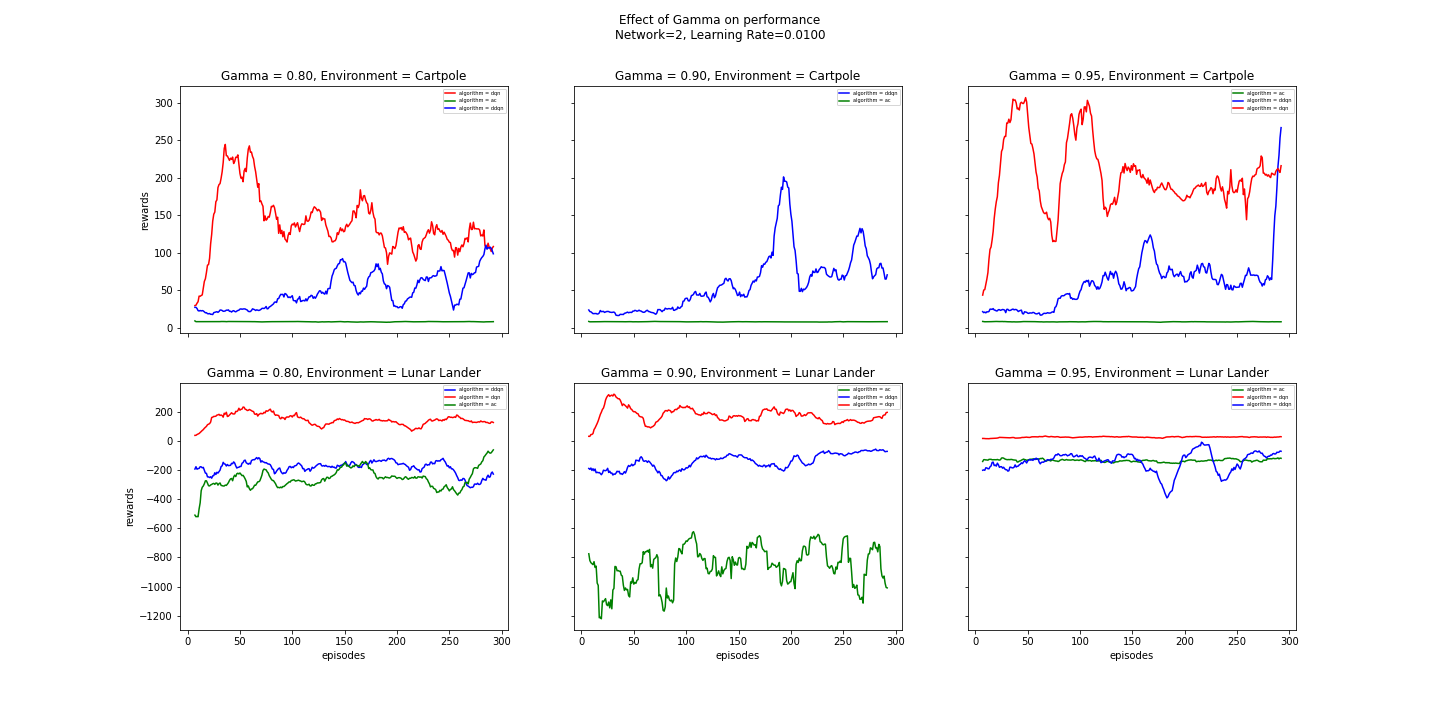 Effect of Gamma on performance
Network=2, Learning Rate=0.0100
Gamma = 0.80, Environment = Cartpole
Gamma = 0.90, Environment = Cartpole
Gamma = 0.95, Environment = Cartpole
algorithm = dqn
algorithm = ac
algorithm = ddqn
algorithm = ddqn
algorithm = ac
algorithm = ac
algorithm = ddqn
algorithm = dqn
300
250
200
150
100
50
0
rewards
Gamma = 0.80, Environment = Lunar Lander
Gamma = 0.90, Environment = Lunar Lander
Gamma = 0.95, Environment = Lunar Lander
algorithm = ddqn
algorithm = dqn
algorithm = ac
algorithm = ac
algorithm = ddqn
algorithm = dqn
algorithm = ac
algorithm = dqn
algorithm = ddqn
200
0
−200
−400
−600
−800
−1000
−1200
rewards
0 50 100 150 200 250 300
0 50 100 150 200 250 300
0 50 100 150 200 250 300
episodes
episodes
episodes